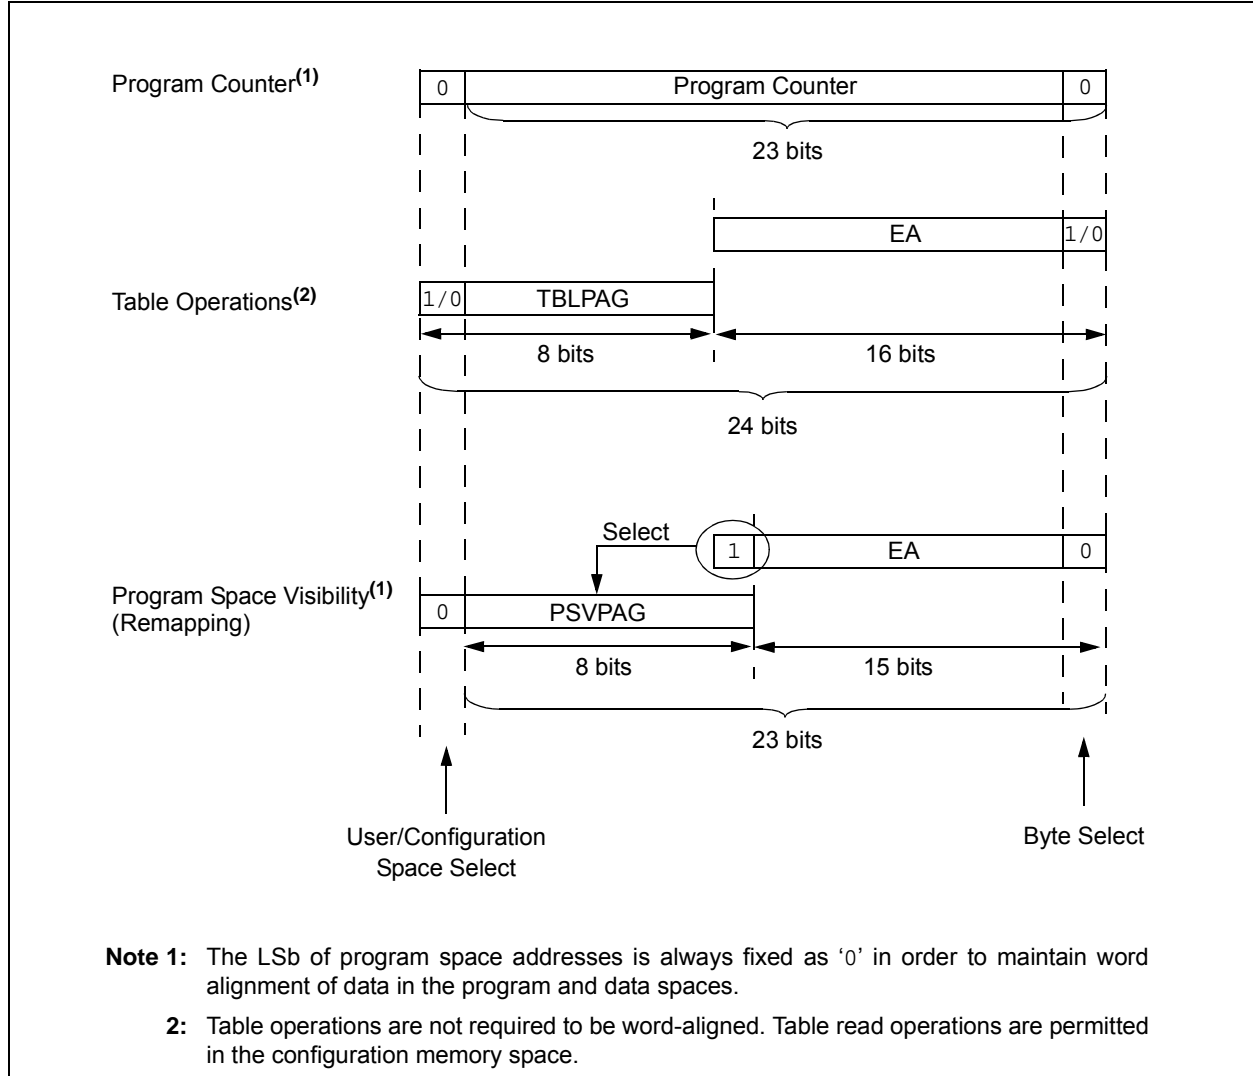 Program Counter(1)
0 Program Counter 0
23 bits
EA 1/0
Table Operations(2)
1/0 TBLPAG
8 bits 16 bits
24 bits
Select
1 EA 0
Program Space Visibility(1)
(Remapping)
0 PSVPAG
8 bits 15 bits
23 bits
User/Configuration
Space Select
Byte Select
Note 1: The LSb of program space addresses is always fixed as ‘0’ in order to maintain word
alignment of data in the program and data spaces.
2: Table operations are not required to be word-aligned. Table read operations are permitted
in the configuration memory space.